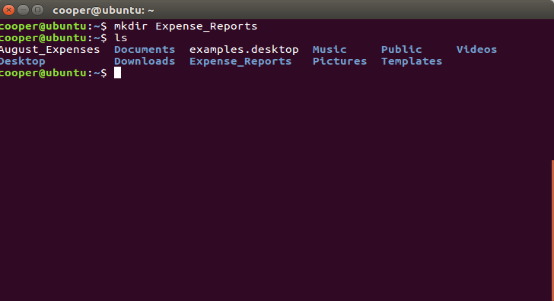 cooper@ubuntu: ~
cooper@ubuntu:~$ mkdir Expense_Reports
cooper@ubuntu:~$ ls
August_Expenses  Documents  examples.desktop  Music     Public     Videos
Desktop          Downloads  Expense_Reports   Pictures  Templates
cooper@ubuntu:~$